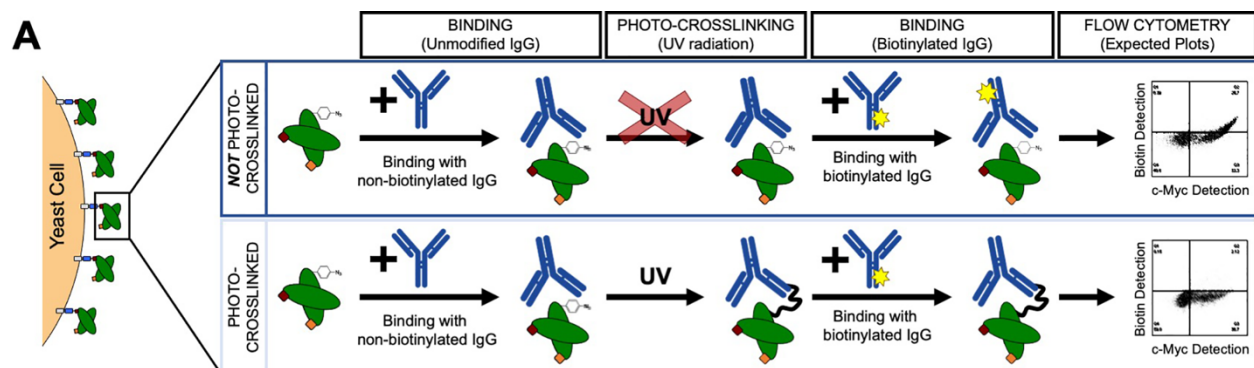 A
BINDING
(Unmodified IgG)
PHOTO-CROSSLINKING
(UV radiation)
BINDING
(Biotinylated IgG)
FLOW CYTOMETRY
(Expected Plots)
Yeast Cell
NOT PHOTO-
CROSSLINKED
N₃
+
Binding with
non-biotinylated IgG
UV
+
Binding with
biotinylated IgG
Biotin Detection
c-Myc Detection
PHOTO-
CROSSLINKED
N₃
+
Binding with
non-biotinylated IgG
UV
+
Binding with
biotinylated IgG
Biotin Detection
c-Myc Detection